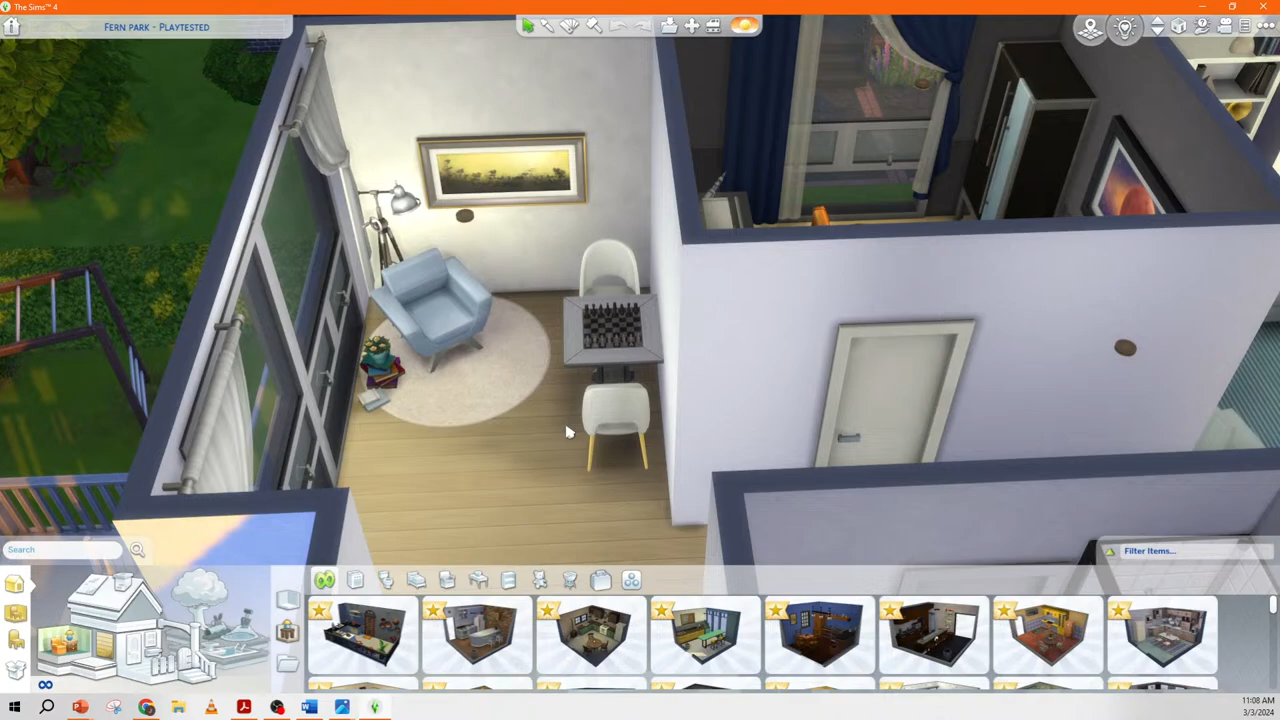 The Sims™ 4
FERN PARK - PLAYTESTED
Search
Filter Items...
11:08 AM
3/3/2024